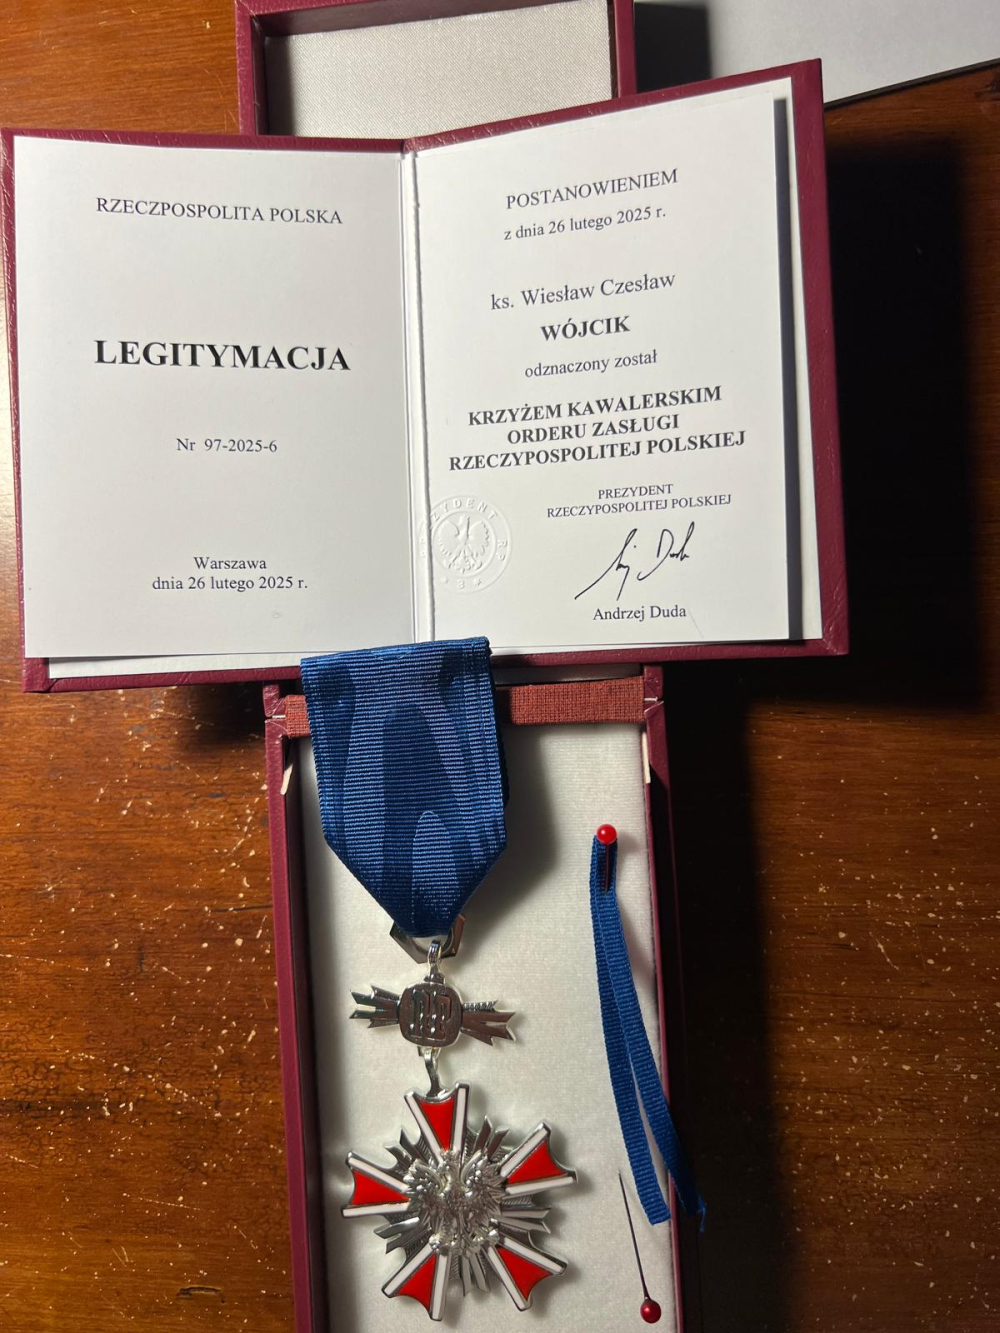 RZECZPOSPOLITA POLSKA
LEGITYMACJA
Nr 97-2025-6
Warszawa
dnia 26 lutego 2025 r.
POSTANOWIENIEM
z dnia 26 lutego 2025 r.
ks. Wiesław Czesław
WÓJCIK
odznaczony został
KRZYŻEM KAWALERSKIM
ORDERU ZASŁUGI
RZECZYPOSPOLITEJ POLSKIEJ
PREZYDENT
RZECZYPOSPOLITEJ POLSKIEJ
Andrzej Duda
RP